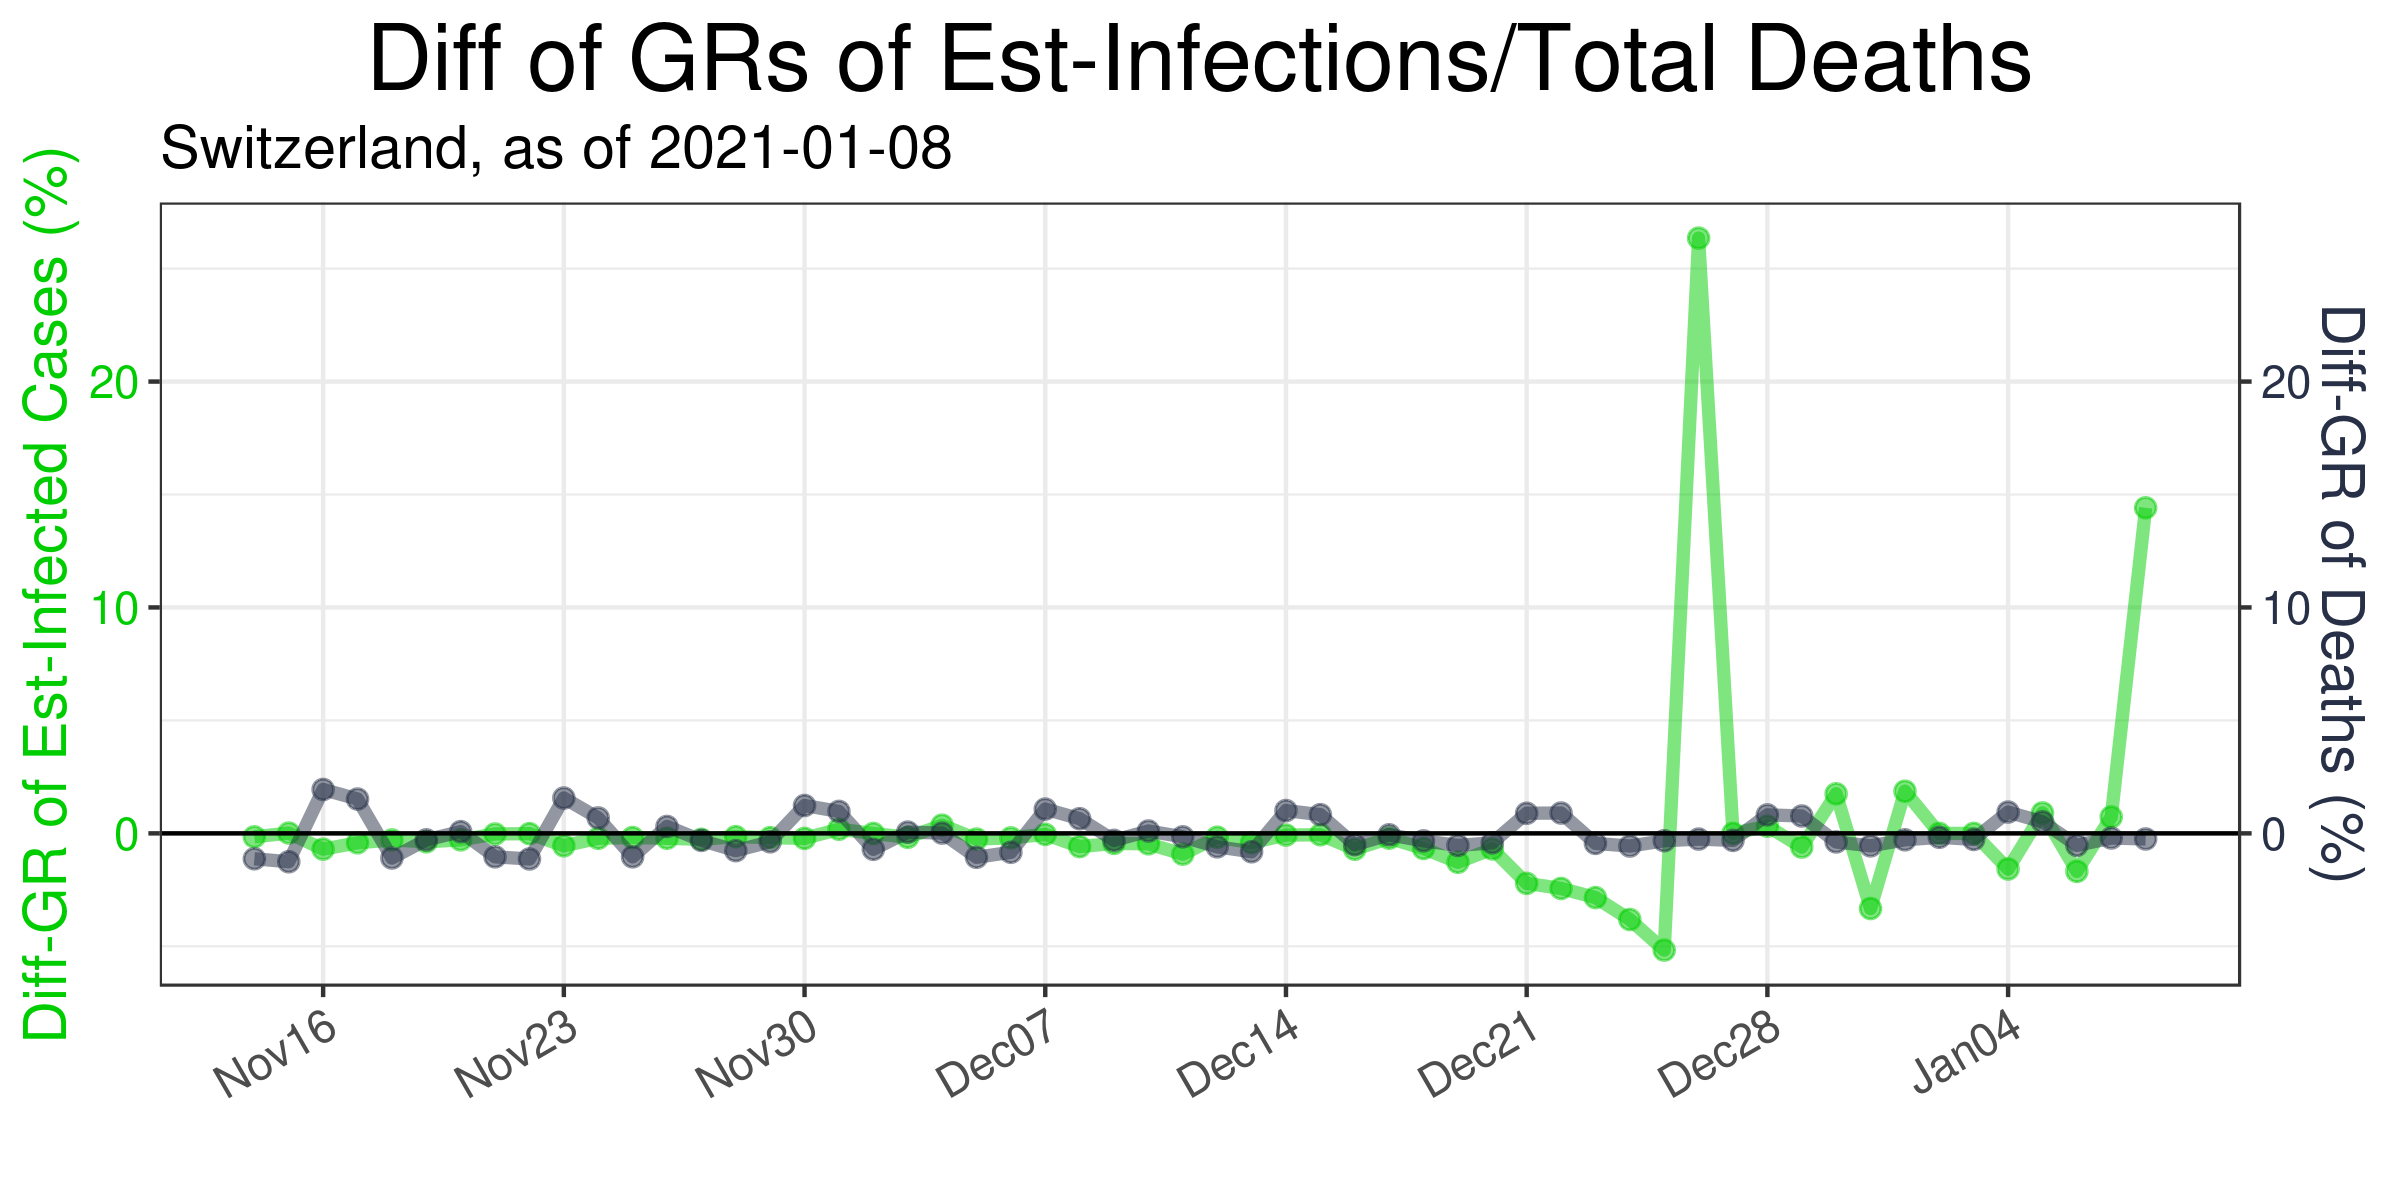 Diff of GRs of Est-Infections/Total Deaths
Switzerland, as of 2021-01-08
Diff-GR of Est-Infected Cases (%)
20
10
0
20
10
0
Diff-GR of Deaths (%)
Nov16
Nov23
Nov30
Dec07
Dec14
Dec21
Dec28
Jan04